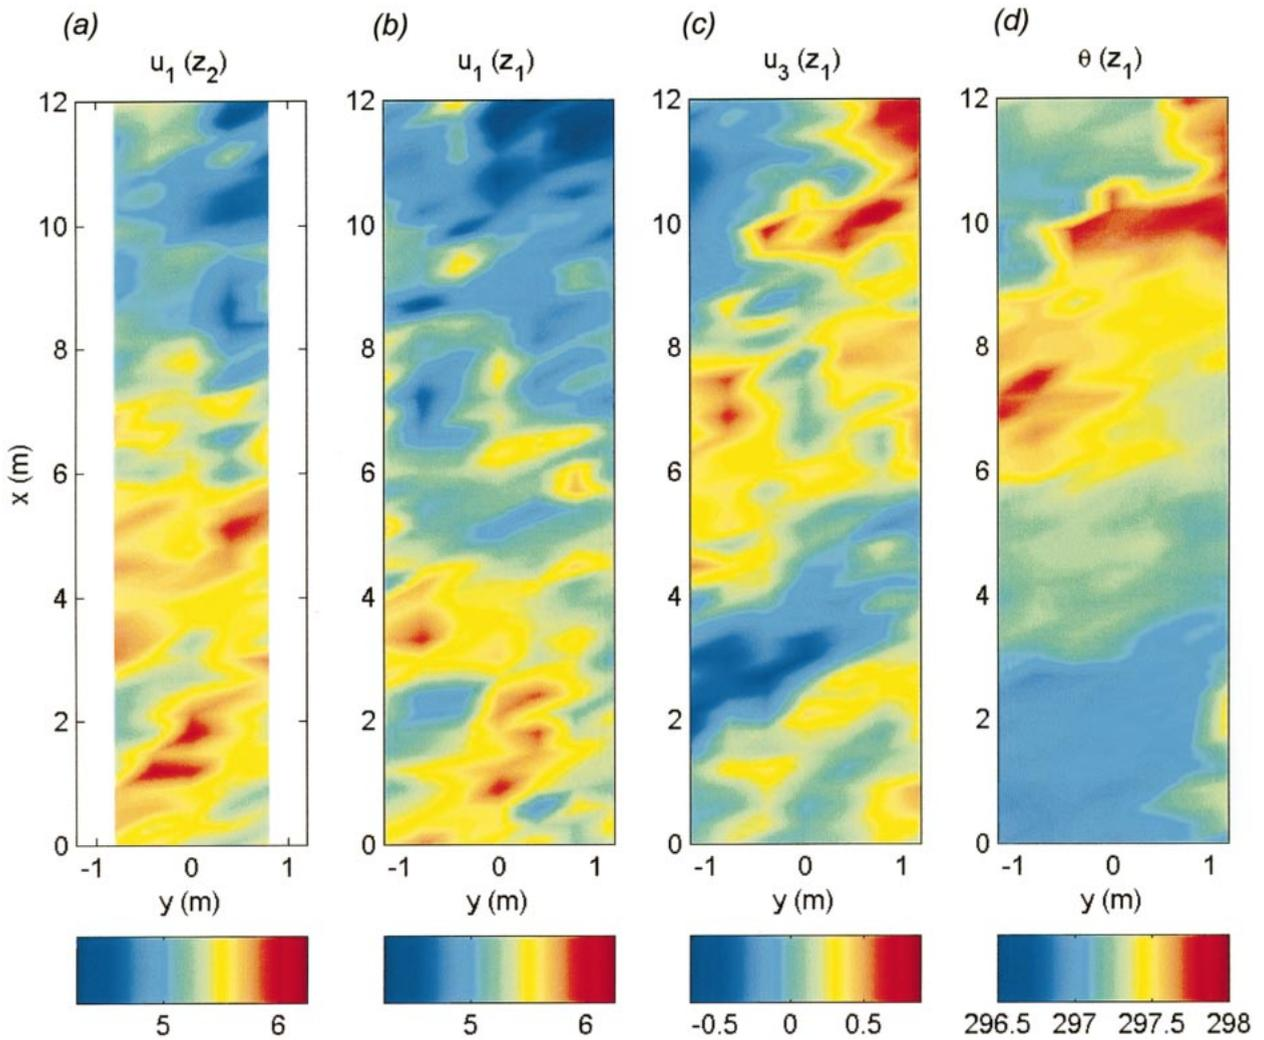 (a) (b) (c) (d)
u1 (z2) u1 (z1) u3 (z1) θ (z1)
12 12 12 12
10 10 10 10
8 8 8 8
x (m)
6 6 6 6
4 4 4 4
2 2 2 2
0 0 0 0
-1 0 1 -1 0 1 -1 0 1 -1 0 1
y (m) y (m) y (m) y (m)
5 6 5 6 -0.5 0 0.5 296.5 297 297.5 298